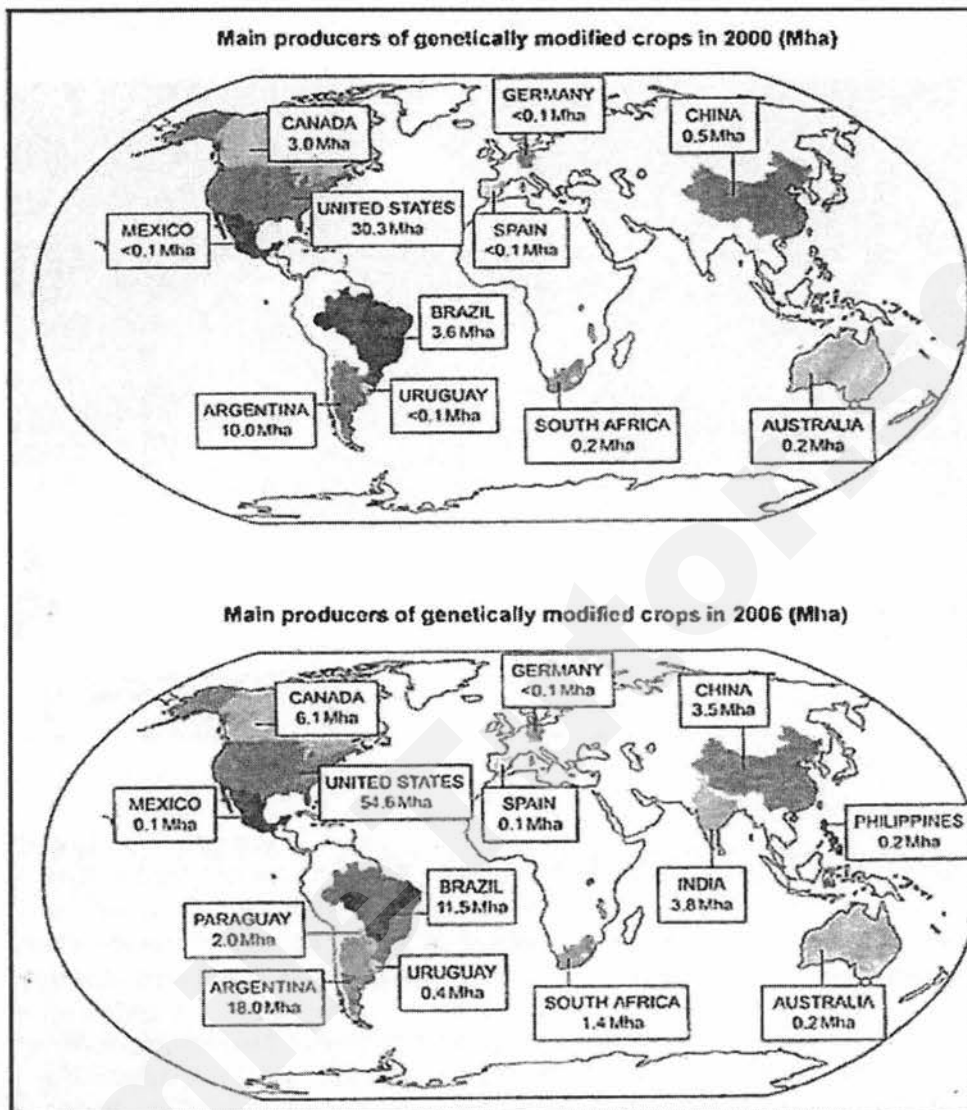 Main producers of genetically modified crops in 2000 (Mha)
GERMANY
<0.1 Mha
CANADA
3.0 Mha
CHINA
0.5 Mha
MEXICO
<0.1 Mha
UNITED STATES
30.3 Mha
SPAIN
<0.1 Mha
BRAZIL
3.6 Mha
ARGENTINA
10.0 Mha
URUGUAY
<0.1 Mha
SOUTH AFRICA
0.2 Mha
AUSTRALIA
0.2 Mha
Main producers of genetically modified crops in 2006 (Mha)
GERMANY
<0.1 Mha
CANADA
6.1 Mha
CHINA
3.5 Mha
UNITED STATES
54.6 Mha
MEXICO
0.1 Mha
SPAIN
0.1 Mha
PHILIPPINES
0.2 Mha
BRAZIL
11.5 Mha
INDIA
3.8 Mha
PARAGUAY
2.0 Mha
ARGENTINA
18.0 Mha
URUGUAY
0.4 Mha
SOUTH AFRICA
1.4 Mha
AUSTRALIA
0.2 Mha